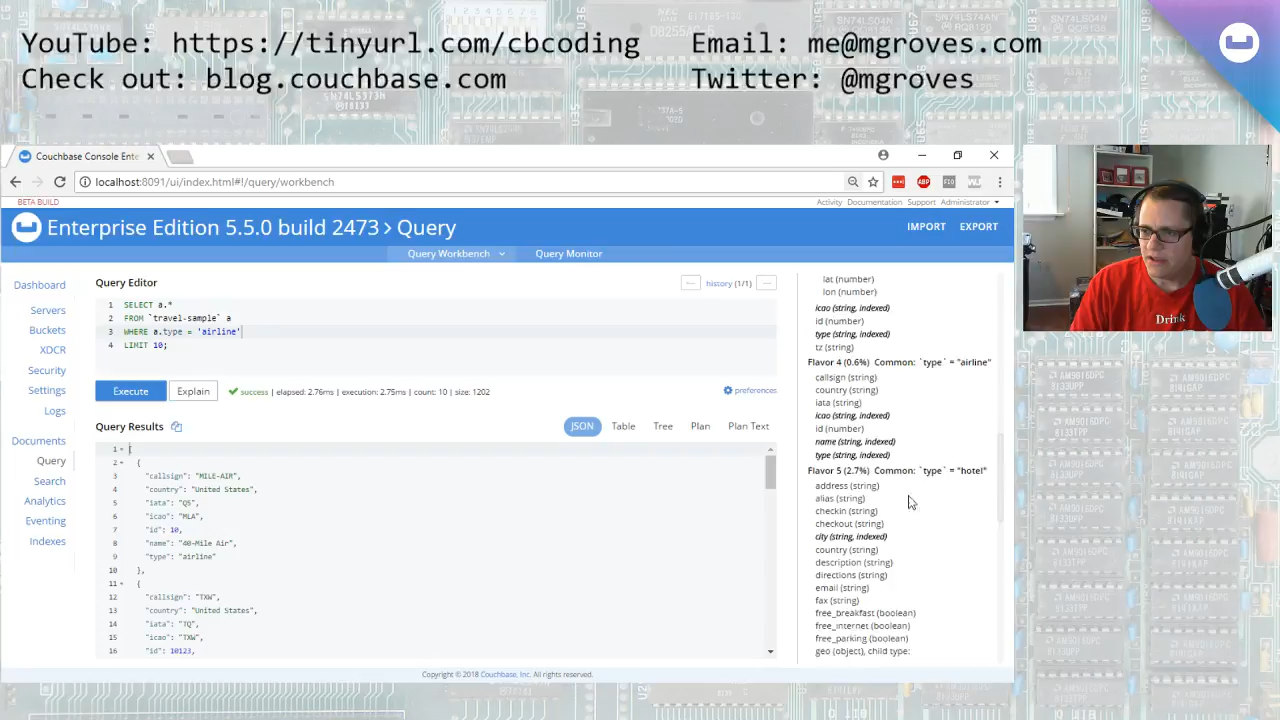 YouTube: https://tinyurl.com/cbcoding Email: me@mgroves.com
Check out: blog.couchbase.com Twitter: @mgroves
Couchbase Console Ente
localhost:8091/ui/index.html#!/query/workbench
BETA BUILD
Activity Documentation Support Administrator
Enterprise Edition 5.5.0 build 2473 > Query
IMPORT EXPORT
Query Workbench Query Monitor
Dashboard
Servers
Buckets
XDCR
Security
Settings
Logs
Documents
Query
Search
Analytics
Eventing
Indexes
Query Editor
history (1/1)
1 SELECT a.*
2 FROM `travel-sample` a
3 WHERE a.type = 'airline'
4 LIMIT 10;
Execute Explain success | elapsed: 2.76ms | execution: 2.75ms | count: 10 | size: 1202
preferences
Query Results
JSON Table Tree Plan Plan Text
1 [
2 {
3 "callsign": "MILE-AIR",
4 "country": "United States",
5 "iata": "Q5",
6 "icao": "MLA",
7 "id": 10,
8 "name": "40-Mile Air",
9 "type": "airline"
10 },
11 {
12 "callsign": "TXW",
13 "country": "United States",
14 "iata": "TQ",
15 "icao": "TXW",
16 "id": 10123,
lat (number)
lon (number)
icao (string)
id (number)
type (string, indexed)
tz (string)
Flavor 4 (0.6%) Common: `type` = "airline"
callsign (string)
country (string)
iata (string)
icao (string, indexed)
id (number)
name (string, indexed)
type (string, indexed)
Flavor 5 (2.7%) Common: `type` = "hotel"
address (string)
alias (string)
checkin (string)
checkout (string)
city (string, indexed)
country (string)
description (string)
directions (string)
email (string)
fax (string)
free_breakfast (boolean)
free_internet (boolean)
free_parking (boolean)
geo (object), child type:
Copyright © 2018 Couchbase, Inc. All rights reserved.
Drink